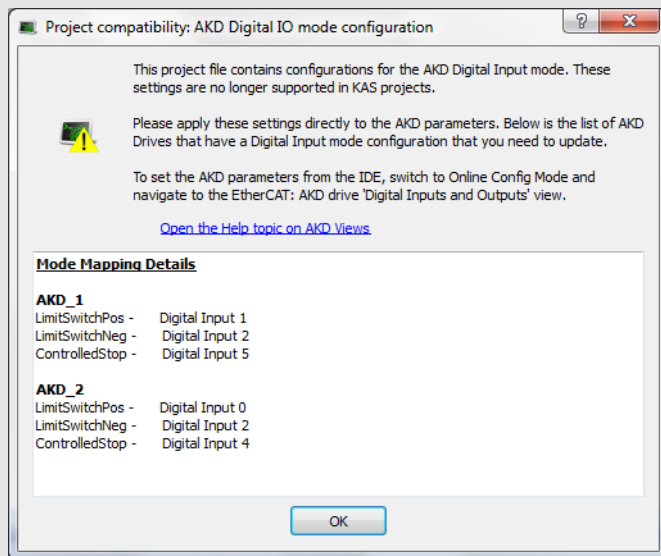 Project compatibility: AKD Digital IO mode configuration
This project file contains configurations for the AKD Digital Input mode. These
settings are no longer supported in KAS projects.
Please apply these settings directly to the AKD parameters. Below is the list of AKD
Drives that have a Digital Input mode configuration that you need to update.
To set the AKD parameters from the IDE, switch to Online Config Mode and
navigate to the EtherCAT: AKD drive 'Digital Inputs and Outputs' view.
Open the Help topic on AKD Views
Mode Mapping Details
AKD_1
LimitSwitchPos - Digital Input 1
LimitSwitchNeg - Digital Input 2
ControlledStop - Digital Input 5
AKD_2
LimitSwitchPos - Digital Input 0
LimitSwitchNeg - Digital Input 2
ControlledStop - Digital Input 4
OK